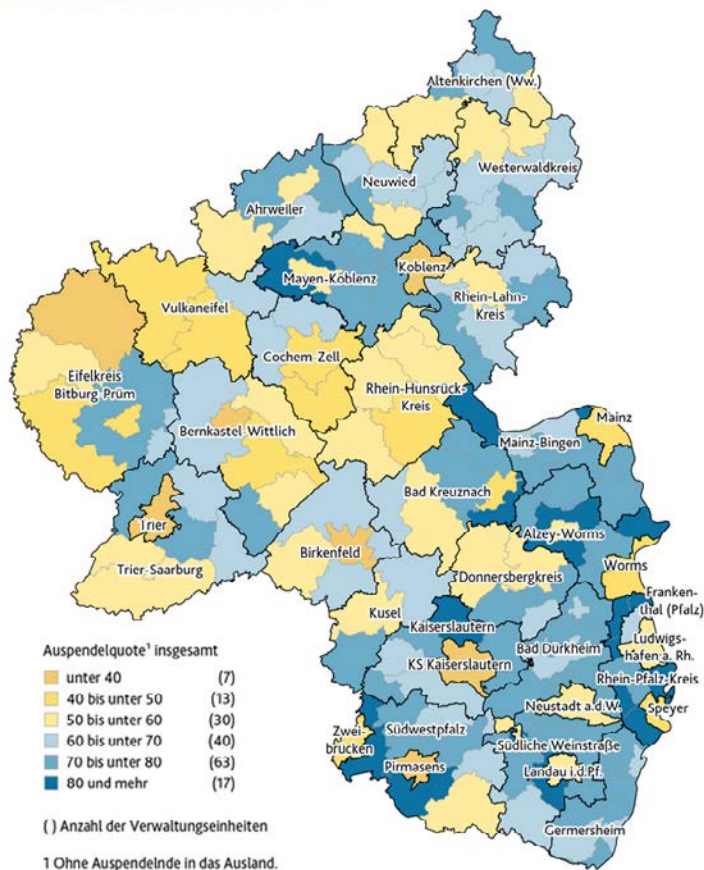 Altenkirchen (Ww.)
Westerwaldkreis
Neuwied
Ahrweiler
Mayen-Koblenz
Koblenz
Rhein-Lahn-
Kreis
Vulkaneifel
Cochem-Zell
Eifelkreis
Bitburg-Prüm
Rhein-Hunsrück-
Kreis
Bernkastel-Wittlich
Mainz
Mainz-Bingen
Bad Kreuznach
Alzey-Worms
Trier
Birkenfeld
Trier-Saarburg
Donnersbergkreis
Worms
Franken-
thal (Pfalz)
Kusel
Kaiserslautern
Ludwigs-
hafen a. Rh.
KS Kaiserslautern
Bad Dürkheim
Rhein-Pfalz-Kreis
Neustadt a.d.W.
Speyer
Zwei-
brücken
Südwestpfalz
Südliche Weinstraße
Pirmasens
Landau i.d.Pf.
Germersheim
Auspendelquote¹ insgesamt
unter 40 (7)
40 bis unter 50 (13)
50 bis unter 60 (30)
60 bis unter 70 (40)
70 bis unter 80 (63)
80 und mehr (17)
( ) Anzahl der Verwaltungseinheiten
1 Ohne Auspendelnde in das Ausland.